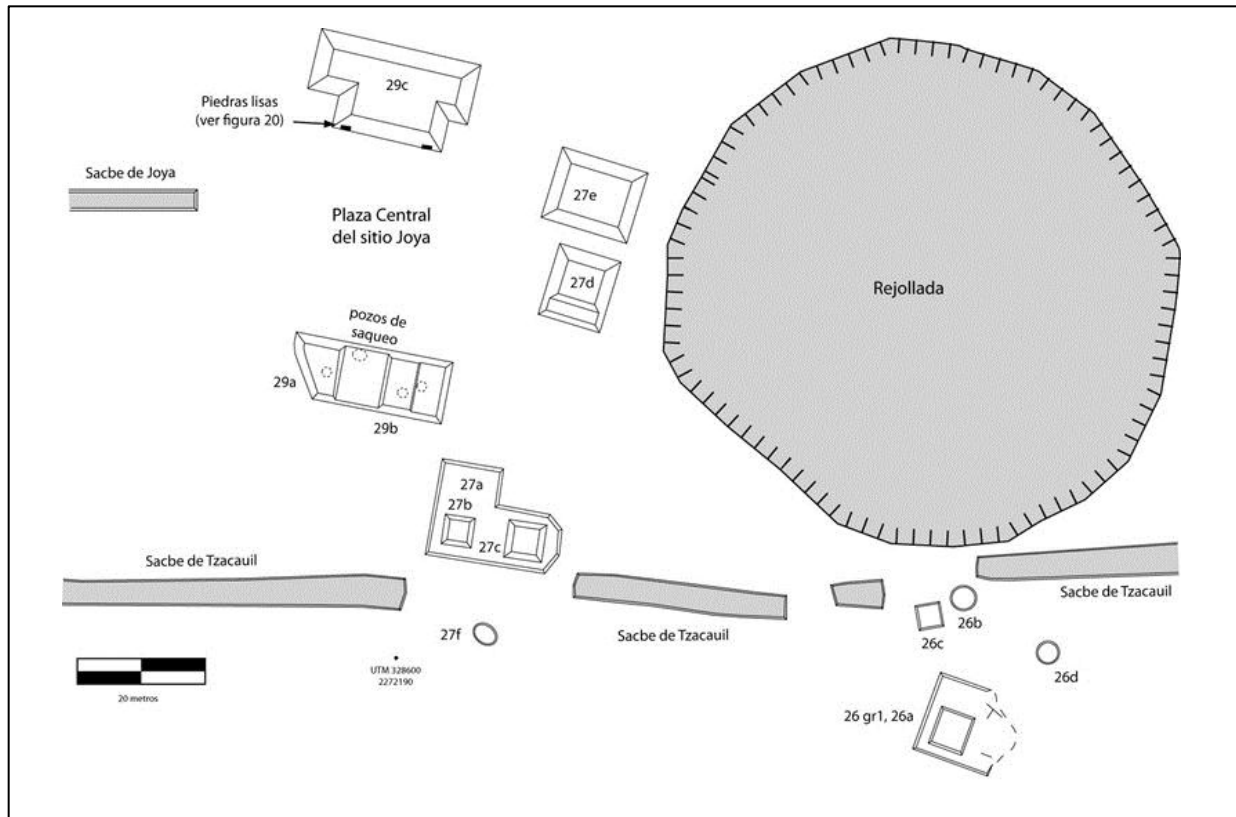 29c
Piedras lisas
(ver figura 20)
Sacbe de Joya
27e
Plaza Central
del sitio Joya
27d
Rejollada
pozos de
saqueo
29a
29b
27a
27b
27c
Sacbe de Tzacauil
Sacbe de Tzacauil
26b
27f
Sacbe de Tzacauil
26c
26d
UTM 328600
2272190
20 metros
26 gr1, 26a